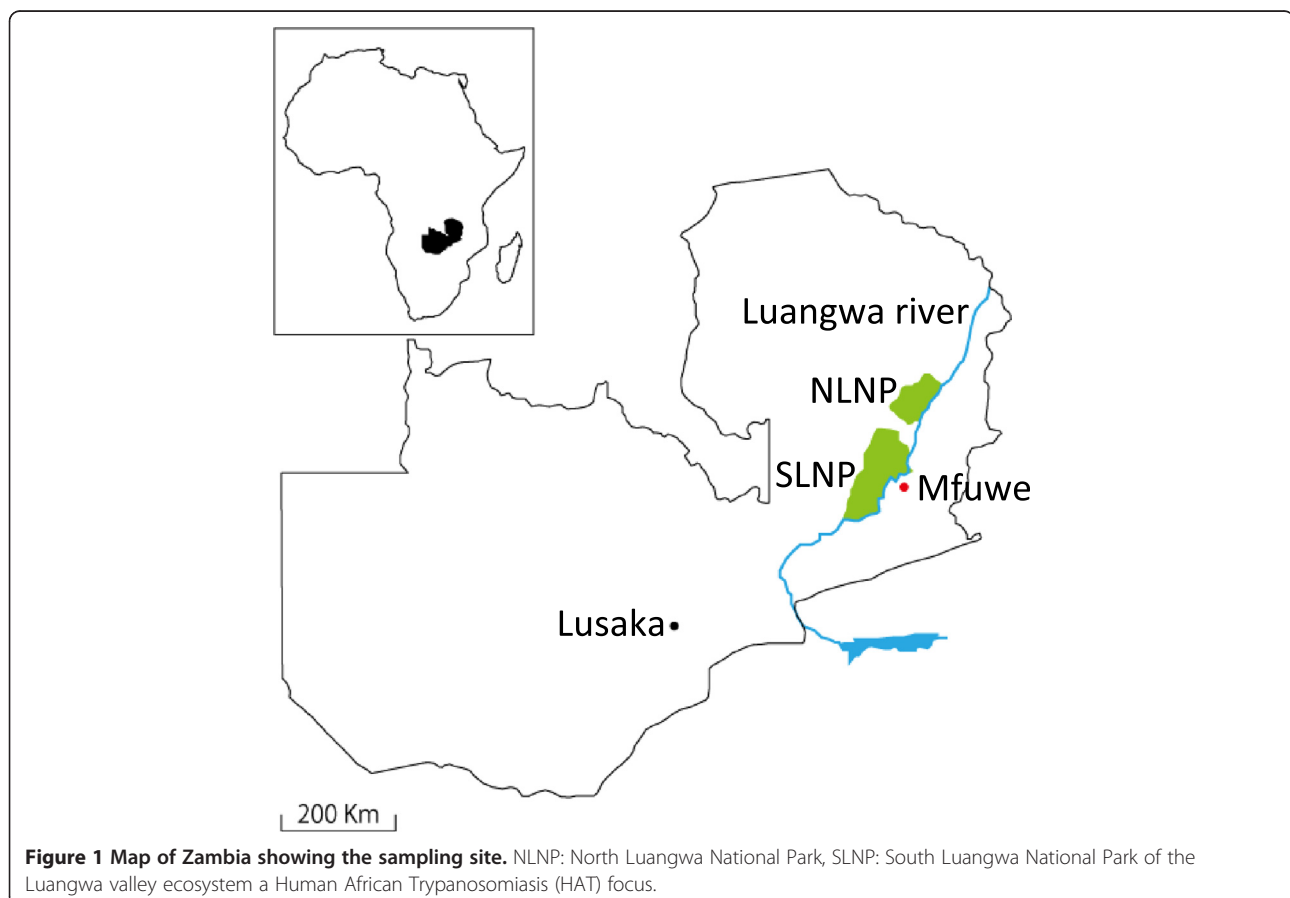 Luangwa river
NLNP
SLNP
Mfuwe
Lusaka
200 Km
Figure 1 Map of Zambia showing the sampling site. NLNP: North Luangwa National Park, SLNP: South Luangwa National Park of the
Luangwa valley ecosystem a Human African Trypanosomiasis (HAT) focus.